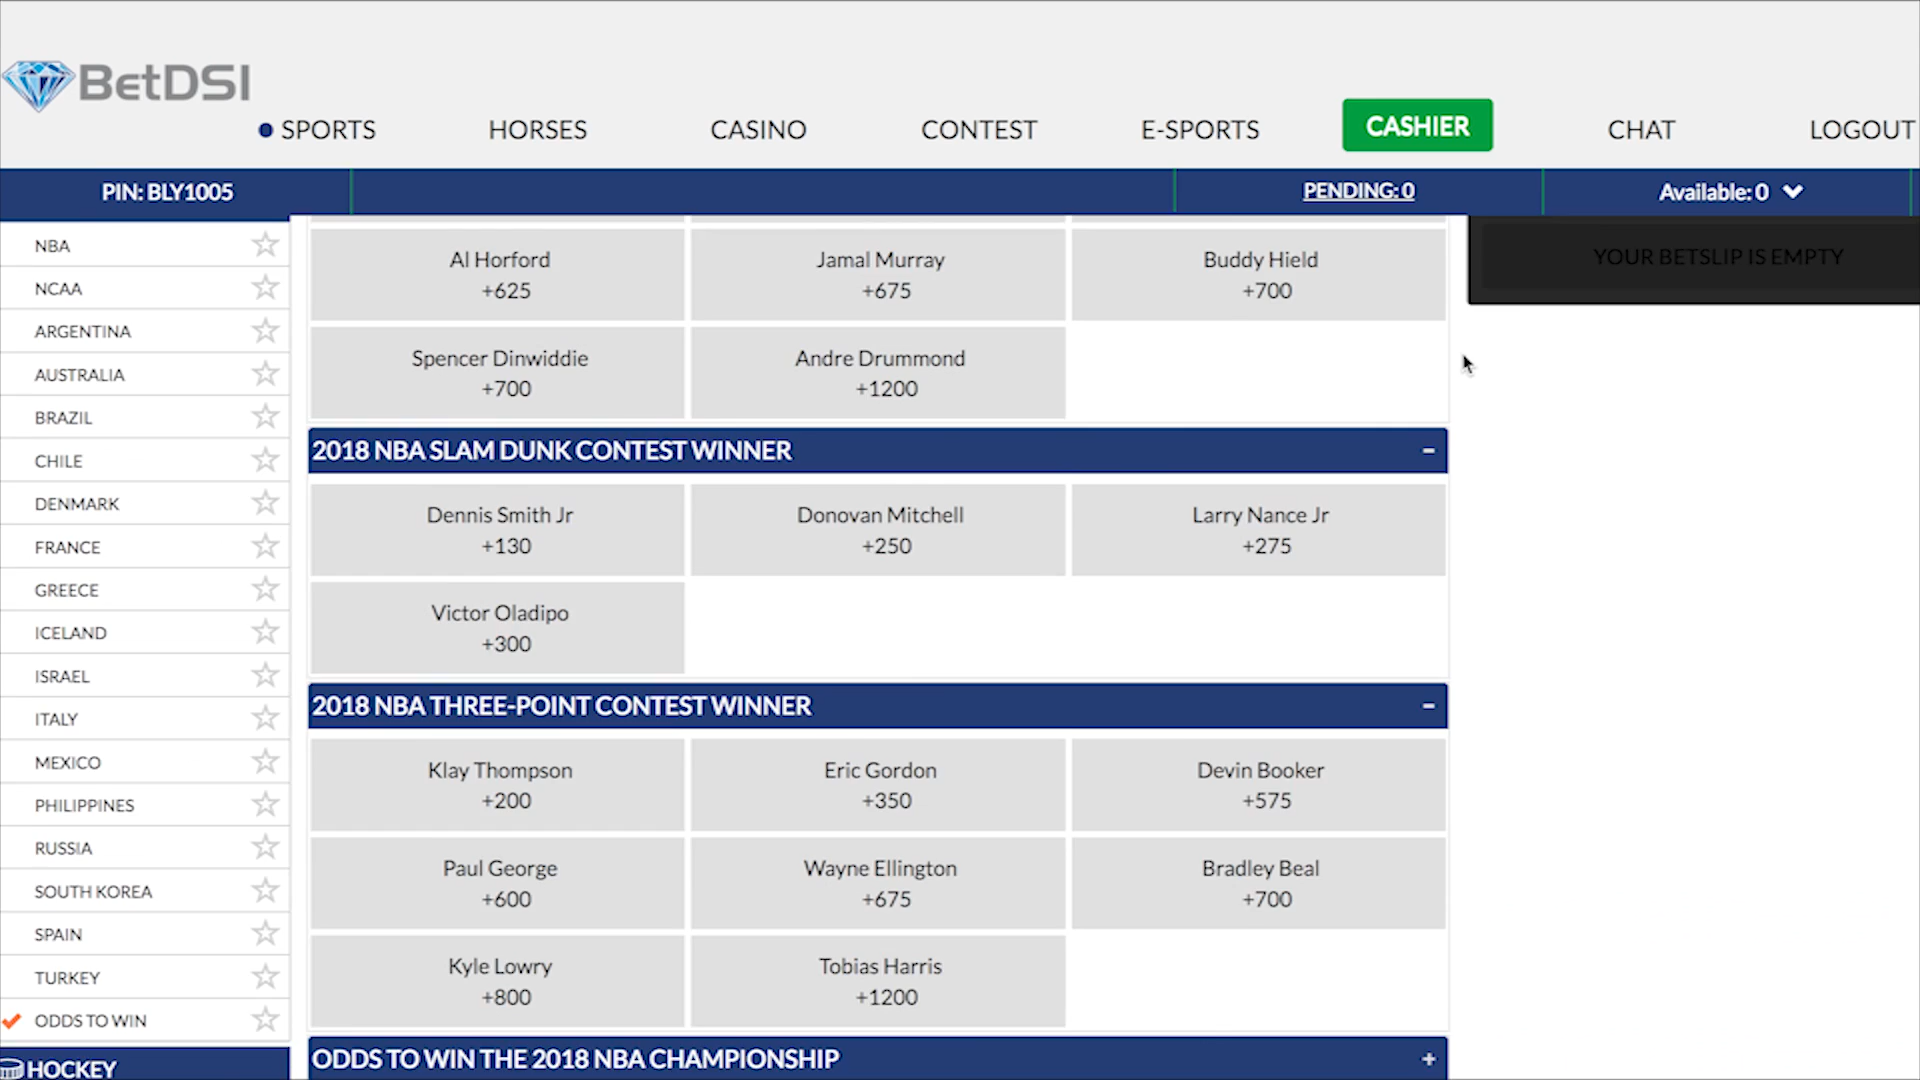 BetDSI
SPORTS
HORSES
CASINO
CONTEST
E-SPORTS
CASHIER
CHAT
LOGOUT
PIN: BLY1005
PENDING: 0
Available: 0
NBA
NCAA
ARGENTINA
AUSTRALIA
BRAZIL
CHILE
DENMARK
FRANCE
GREECE
ICELAND
ISRAEL
ITALY
MEXICO
PHILIPPINES
RUSSIA
SOUTH KOREA
SPAIN
TURKEY
ODDS TO WIN
HOCKEY
Al Horford
+625
Jamal Murray
+675
Buddy Hield
+700
Spencer Dinwiddie
+700
Andre Drummond
+1200
2018 NBA SLAM DUNK CONTEST WINNER -
Dennis Smith Jr
+130
Donovan Mitchell
+250
Larry Nance Jr
+275
Victor Oladipo
+300
2018 NBA THREE-POINT CONTEST WINNER -
Klay Thompson
+200
Eric Gordon
+350
Devin Booker
+575
Paul George
+600
Wayne Ellington
+675
Bradley Beal
+700
Kyle Lowry
+800
Tobias Harris
+1200
ODDS TO WIN THE 2018 NBA CHAMPIONSHIP +
YOUR BETSLIP IS EMPTY